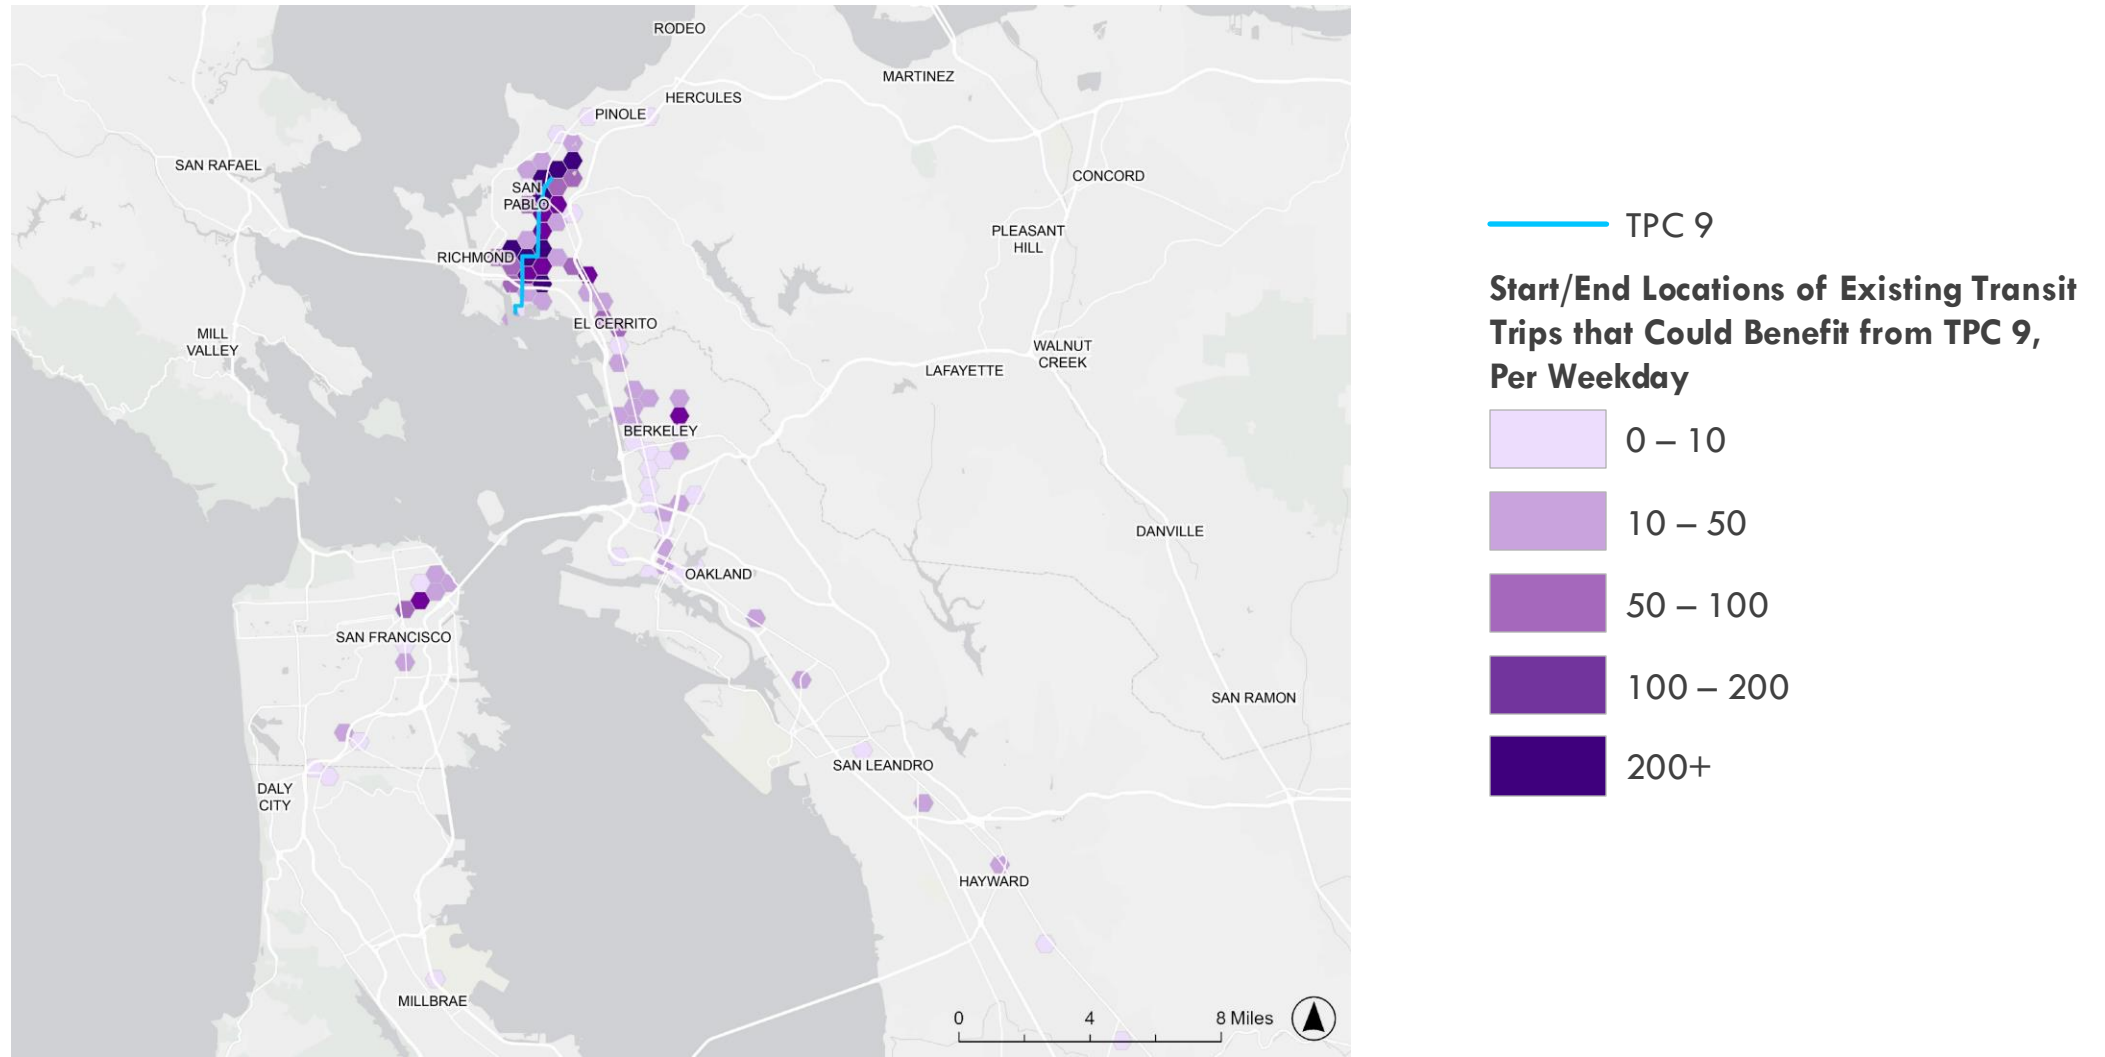 RODEO
MARTINEZ
HERCULES
PINOLE
SAN RAFAEL
CONCORD
SAN
PABLO
PLEASANT
HILL
RICHMOND
EL CERRITO
MILL
VALLEY
WALNUT
CREEK
LAFAYETTE
BERKELEY
DANVILLE
OAKLAND
SAN FRANCISCO
SAN RAMON
SAN LEANDRO
DALY
CITY
HAYWARD
MILLBRAE
0 4 8 Miles
TPC 9
Start/End Locations of Existing Transit
Trips that Could Benefit from TPC 9,
Per Weekday
0 – 10
10 – 50
50 – 100
100 – 200
200+